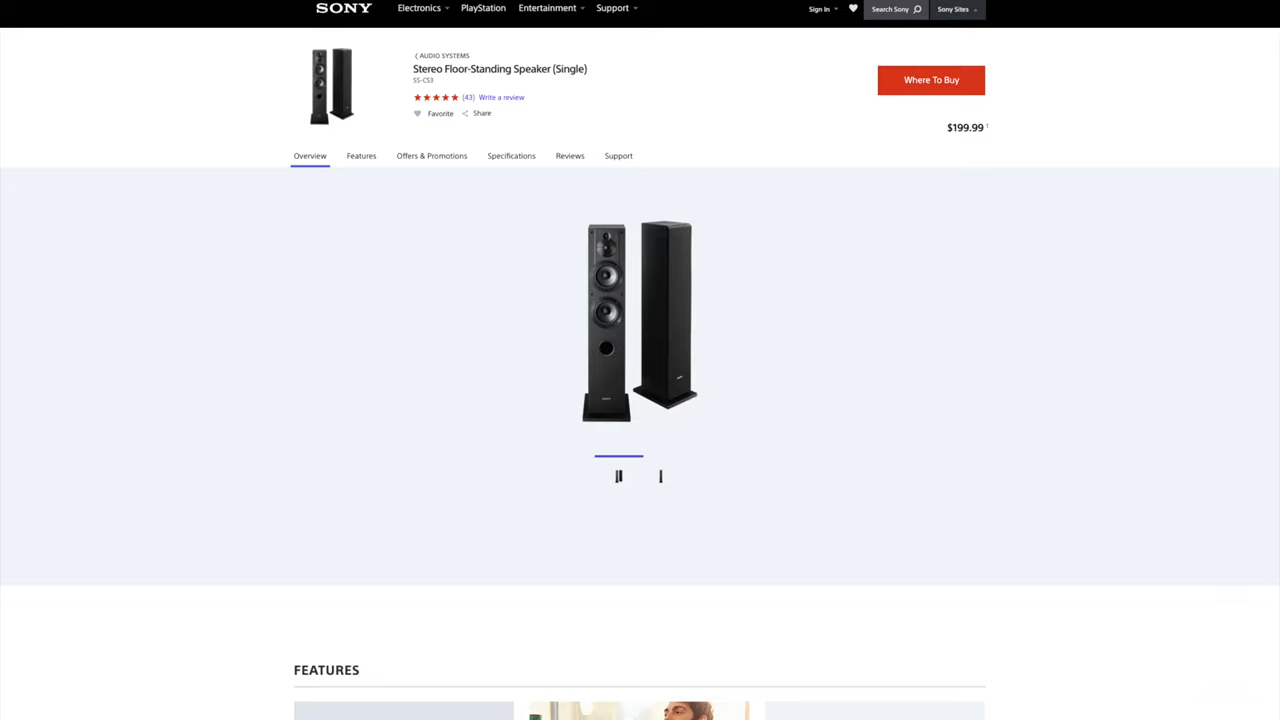 SONY
Electronics PlayStation Entertainment Support
Sign In
Search Sony
Sony Sites
AUDIO SYSTEMS
Stereo Floor-Standing Speaker (Single)
SS-CS3
(43) Write a review
Favorite Share
Where To Buy
$199.99 1
Overview Features Offers & Promotions Specifications Reviews Support
FEATURES